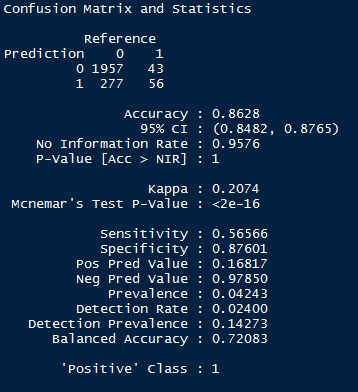 Confusion Matrix and Statistics
Reference
Prediction 0 1
0 1957 43
1 277 56
Accuracy : 0.8628
95% CI : (0.8482, 0.8765)
No Information Rate : 0.9576
P-Value [Acc > NIR] : 1
Kappa : 0.2074
Mcnemar's Test P-Value : <2e-16
Sensitivity : 0.56566
Specificity : 0.87601
Pos Pred Value : 0.16817
Neg Pred Value : 0.97850
Prevalence : 0.04243
Detection Rate : 0.02400
Detection Prevalence : 0.14273
Balanced Accuracy : 0.72083
'Positive' Class : 1